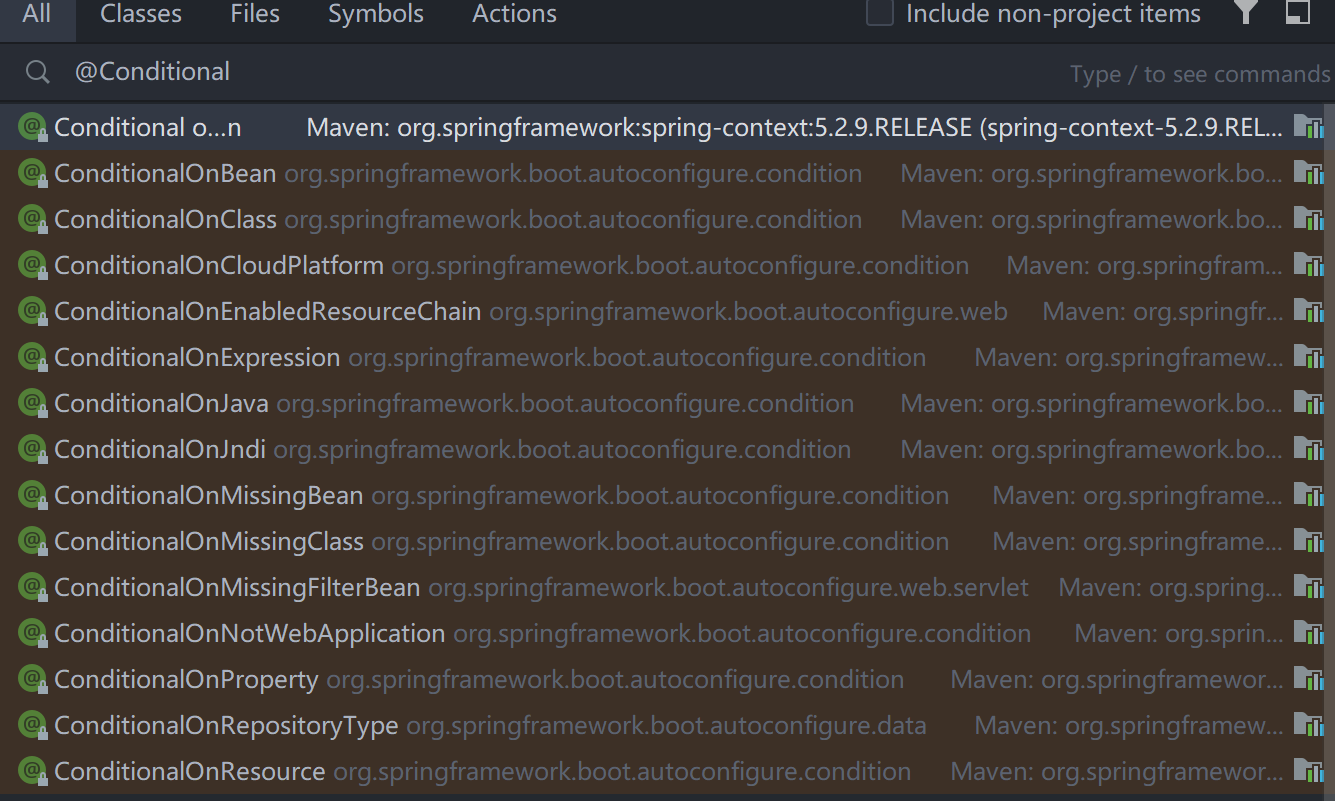 All Classes Files Symbols Actions Include non-project items
@Conditional Type / to see commands
Conditional o...n Maven: org.springframework:spring-context:5.2.9.RELEASE (spring-context-5.2.9.REL...
ConditionalOnBean org.springframework.boot.autoconfigure.condition Maven: org.springframework.bo...
ConditionalOnClass org.springframework.boot.autoconfigure.condition Maven: org.springframework.bo...
ConditionalOnCloudPlatform org.springframework.boot.autoconfigure.condition Maven: org.springfram...
ConditionalOnEnabledResourceChain org.springframework.boot.autoconfigure.web Maven: org.springfr...
ConditionalOnExpression org.springframework.boot.autoconfigure.condition Maven: org.springframew...
ConditionalOnJava org.springframework.boot.autoconfigure.condition Maven: org.springframework.bo...
ConditionalOnJndi org.springframework.boot.autoconfigure.condition Maven: org.springframework.bo...
ConditionalOnMissingBean org.springframework.boot.autoconfigure.condition Maven: org.springframe...
ConditionalOnMissingClass org.springframework.boot.autoconfigure.condition Maven: org.springframe...
ConditionalOnMissingFilterBean org.springframework.boot.autoconfigure.web.servlet Maven: org.spring...
ConditionalOnNotWebApplication org.springframework.boot.autoconfigure.condition Maven: org.sprin...
ConditionalOnProperty org.springframework.boot.autoconfigure.condition Maven: org.springframewor...
ConditionalOnRepositoryType org.springframework.boot.autoconfigure.data Maven: org.springframew...
ConditionalOnResource org.springframework.boot.autoconfigure.condition Maven: org.springframewor...